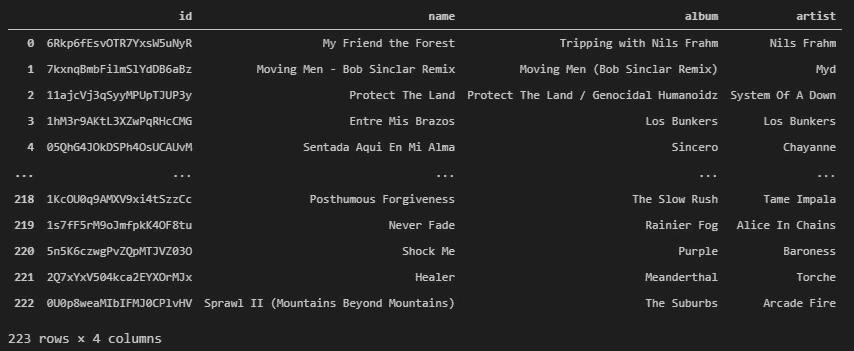 id name album artist
0 6Rkp6fEsvOTR7YxsW5uNyR My Friend the Forest Tripping with Nils Frahm Nils Frahm
1 7kxnqBmbFilmSlYdDB6aBz Moving Men - Bob Sinclar Remix Moving Men (Bob Sinclar Remix) Myd
2 11ajcVj3qSyyMPUpTJUP3y Protect The Land Protect The Land / Genocidal Humanoidz System Of A Down
3 1hM3r9AKtL3XZwPqRHcCMG Entre Mis Brazos Los Bunkers Los Bunkers
4 05QhG4JOkDSPh4OsUCAUvM Sentada Aqui En Mi Alma Sincero Chayanne
... ... ... ... ...
218 1KcOU0q9AMXV9xi4tSzzCc Posthumous Forgiveness The Slow Rush Tame Impala
219 1s7fF5rM9oJmfpkK4OF8tu Never Fade Rainier Fog Alice In Chains
220 5n5K6czwgPvZQpMTJVZ03O Shock Me Purple Baroness
221 2Q7xYxV504kca2EYXOrMJx Healer Meanderthal Torche
222 0U0p8weaMIbIFMJ0CPlvHV Sprawl II (Mountains Beyond Mountains) The Suburbs Arcade Fire
223 rows × 4 columns